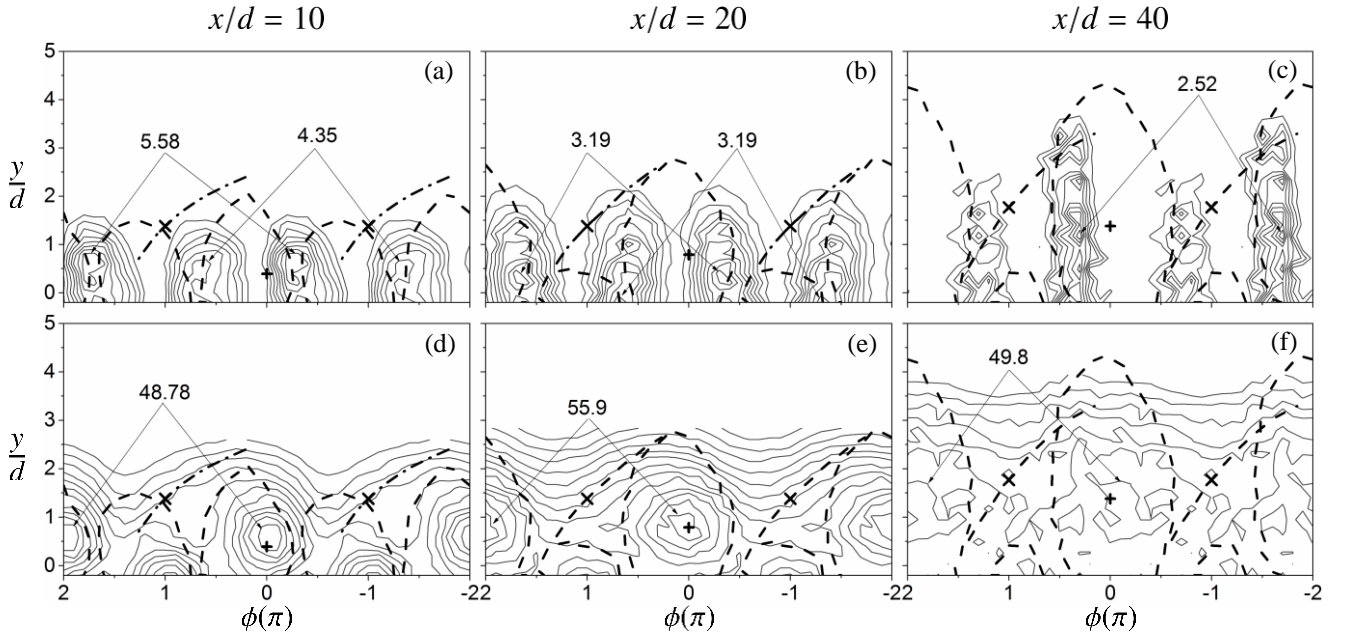 x/d = 10 x/d = 20 x/d = 40
5 (a) (b) (c)
4
3
2
1
0
y/d
5.58 4.35 3.19 3.19 2.52
5 (d) (e) (f)
4
3
2
1
0
y/d
48.78 55.9 49.8
2 1 0 -1 -22 1 0 -1 -22 1 0 -1 -2
ϕ(π) ϕ(π) ϕ(π)